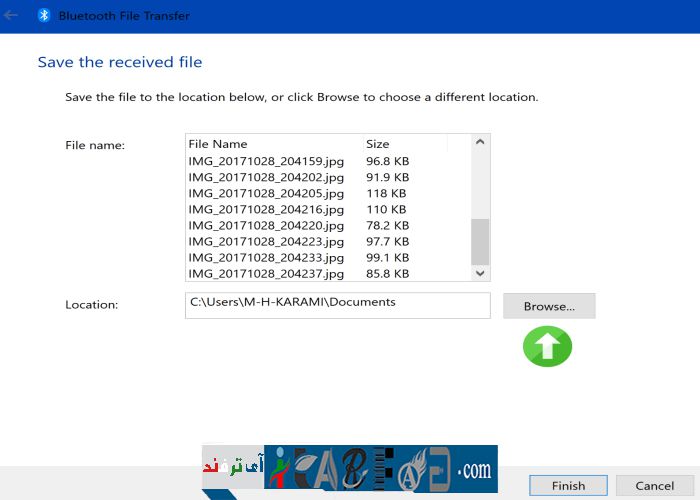 Bluetooth File Transfer
Save the received file
Save the file to the location below, or click Browse to choose a different location.
File name:
File Name Size
IMG_20171028_204159.jpg 96.8 KB
IMG_20171028_204202.jpg 91.9 KB
IMG_20171028_204205.jpg 118 KB
IMG_20171028_204216.jpg 110 KB
IMG_20171028_204220.jpg 78.2 KB
IMG_20171028_204223.jpg 97.7 KB
IMG_20171028_204233.jpg 99.1 KB
IMG_20171028_204237.jpg 85.8 KB
Location: C:\Users\M-H-KARAMI\Documents Browse...
آی ترفند .com
Finish Cancel